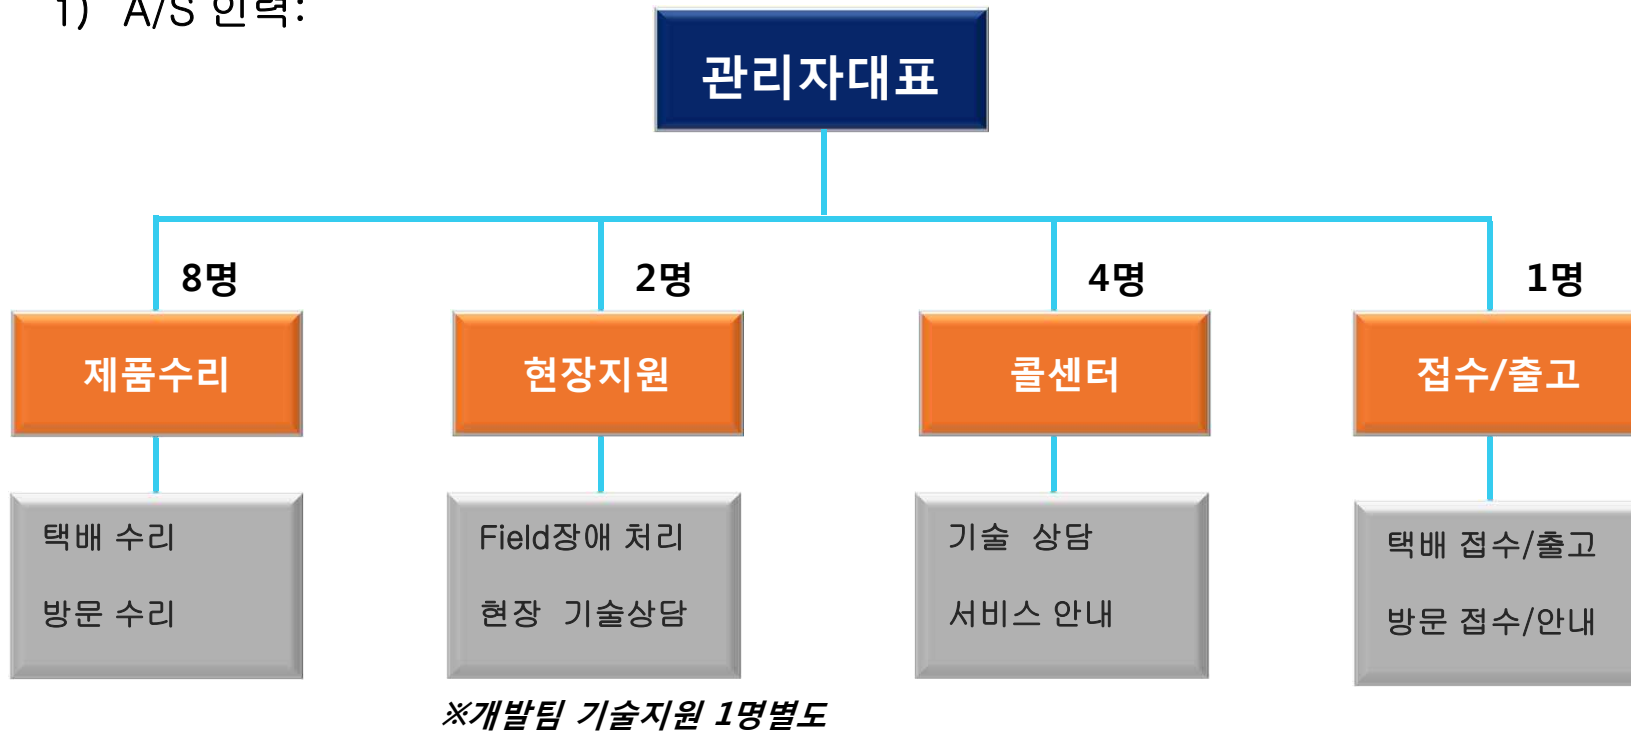 1) A/S 인력:
관리자대표
8명
2명
4명
1명
제품수리
현장지원
콜센터
접수/출고
택배 수리
방문 수리
Field장애 처리
현장 기술상담
기술 상담
서비스 안내
택배 접수/출고
방문 접수/안내
※개발팀 기술지원 1명별도